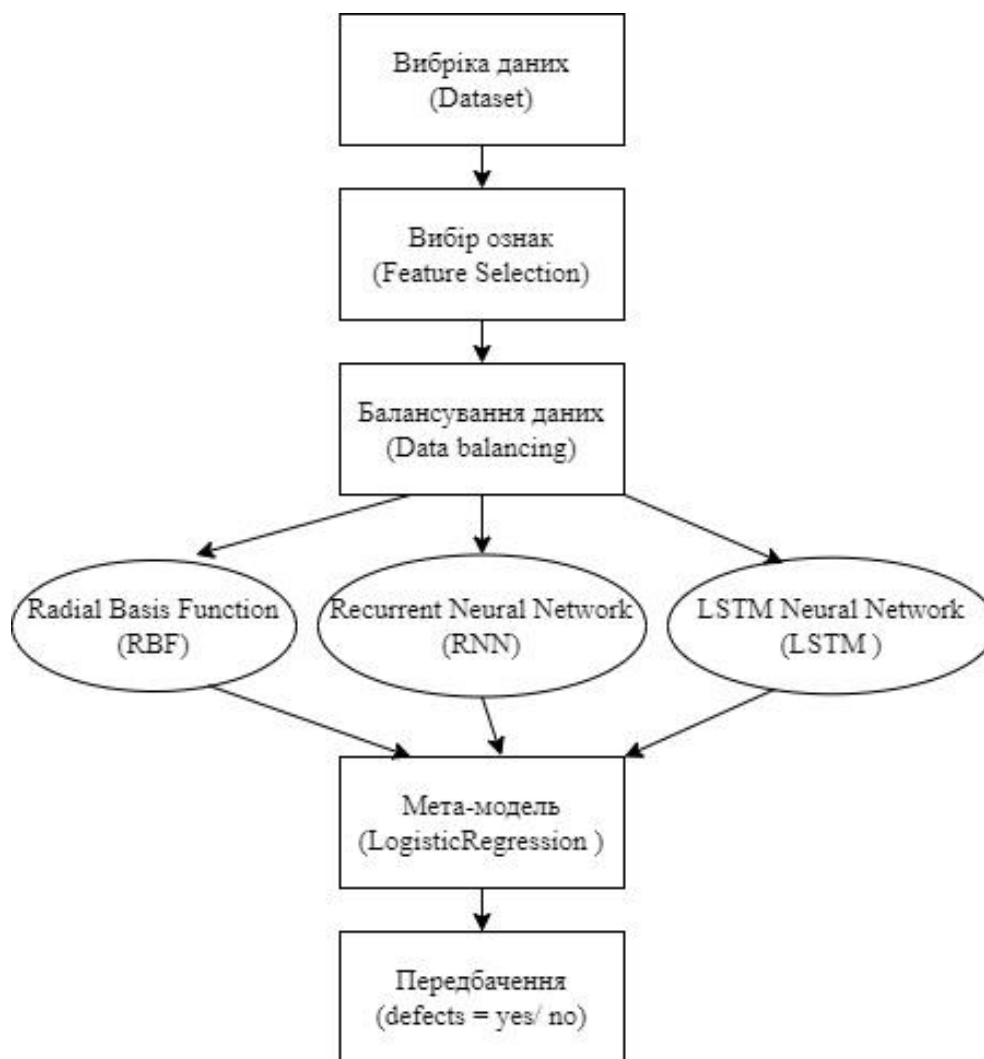 Вибріка даних
(Dataset)
Вибір ознак
(Feature Selection)
Балансування даних
(Data balancing)
Radial Basis Function
(RBF)
Recurrent Neural Network
(RNN)
LSTM Neural Network
(LSTM )
Мета-модель
(LogisticRegression )
Передбачення
(defects = yes/ no)